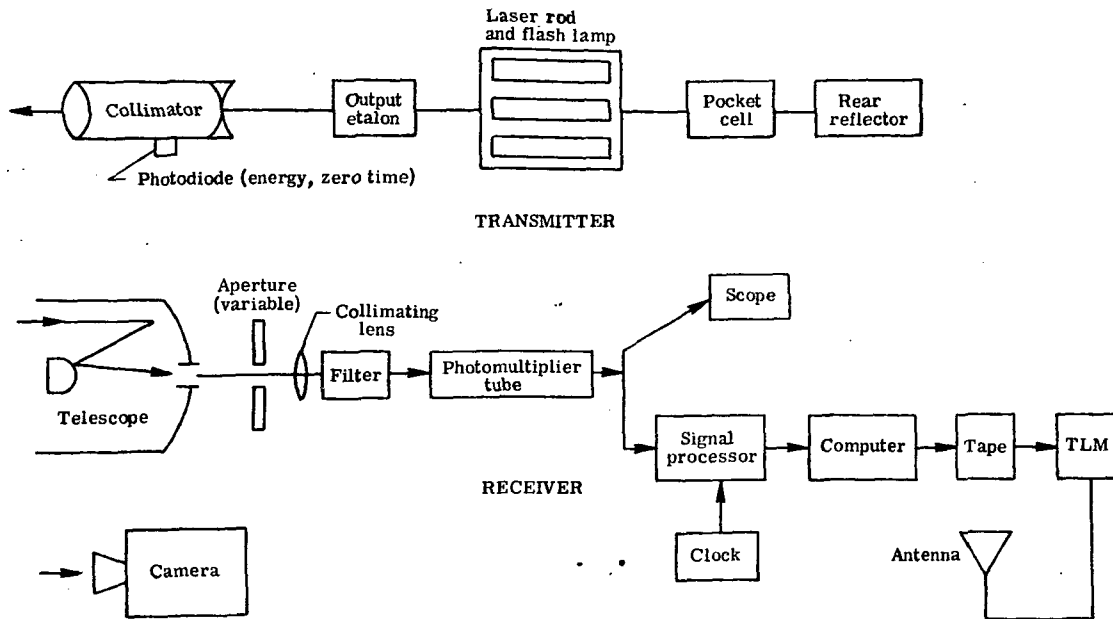 Laser rod
and flash lamp
Collimator
Output
etalon
Pocket
cell
Rear
reflector
Photodiode (energy, zero time)
TRANSMITTER
Aperture
(variable)
Collimating
lens
Scope
Filter
Photomultiplier
tube
Telescope
Signal
processor
Computer
Tape
TLM
RECEIVER
Clock
Antenna
Camera